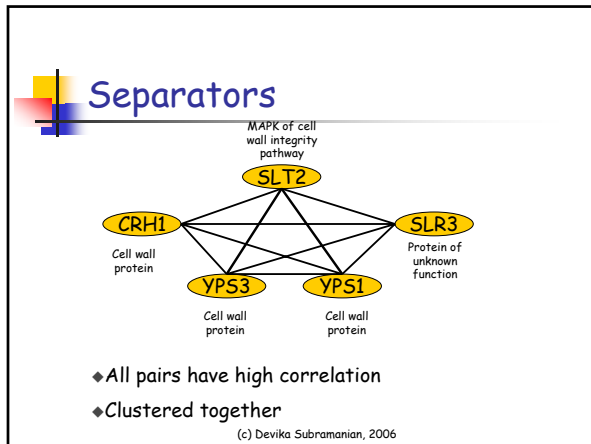 Separators
MAPK of cell
wall integrity
pathway
SLT2
CRH1
SLR3
Cell wall
protein
Protein of
unknown
function
YPS3
YPS1
Cell wall
protein
Cell wall
protein
◆All pairs have high correlation
◆Clustered together
(c) Devika Subramanian, 2006